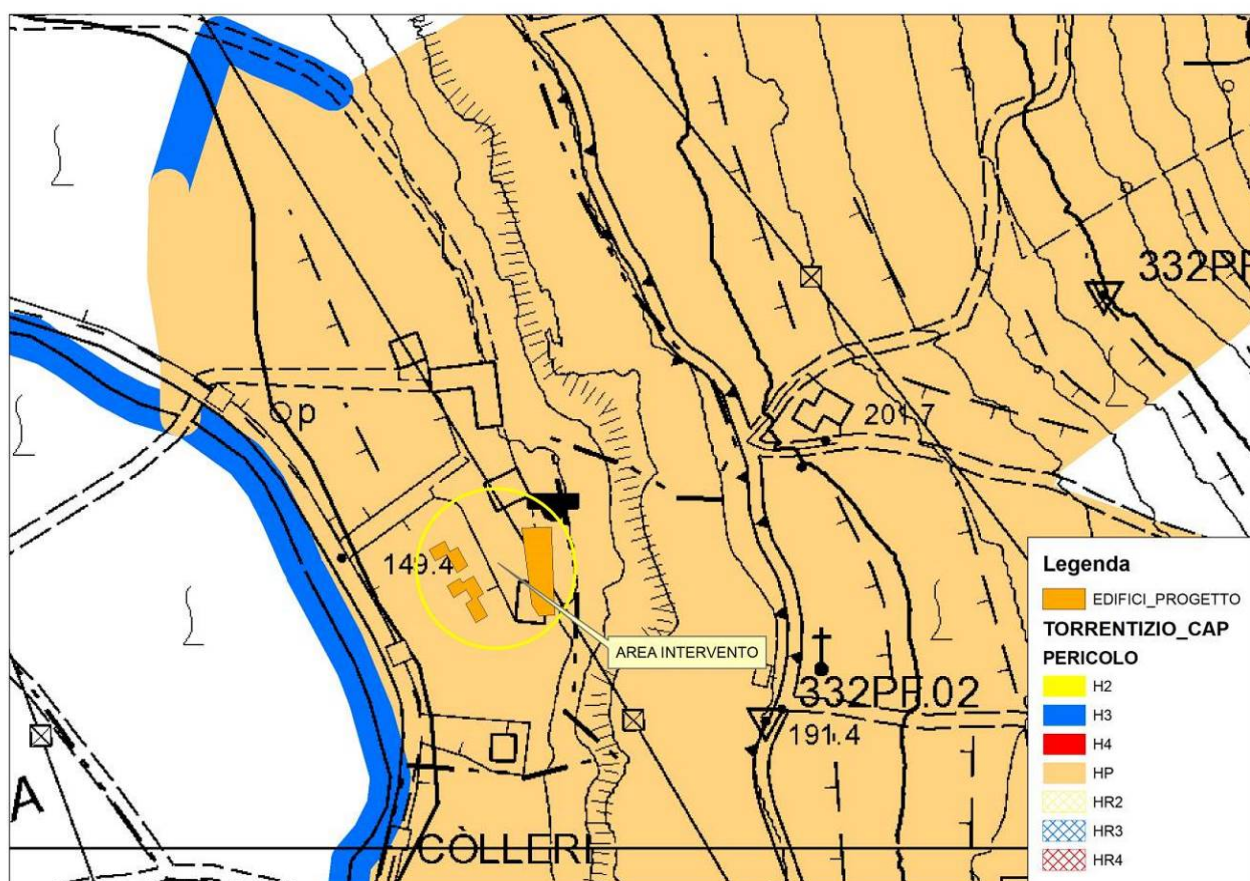 332PF
p
201.7
149.4
AREA INTERVENTO
332PF.02
191.4
A
CÒLLERI
Legenda
EDIFICI_PROGETTO
TORRENTIZIO_CAP
PERICOLO
H2
H3
H4
HP
HR2
HR3
HR4